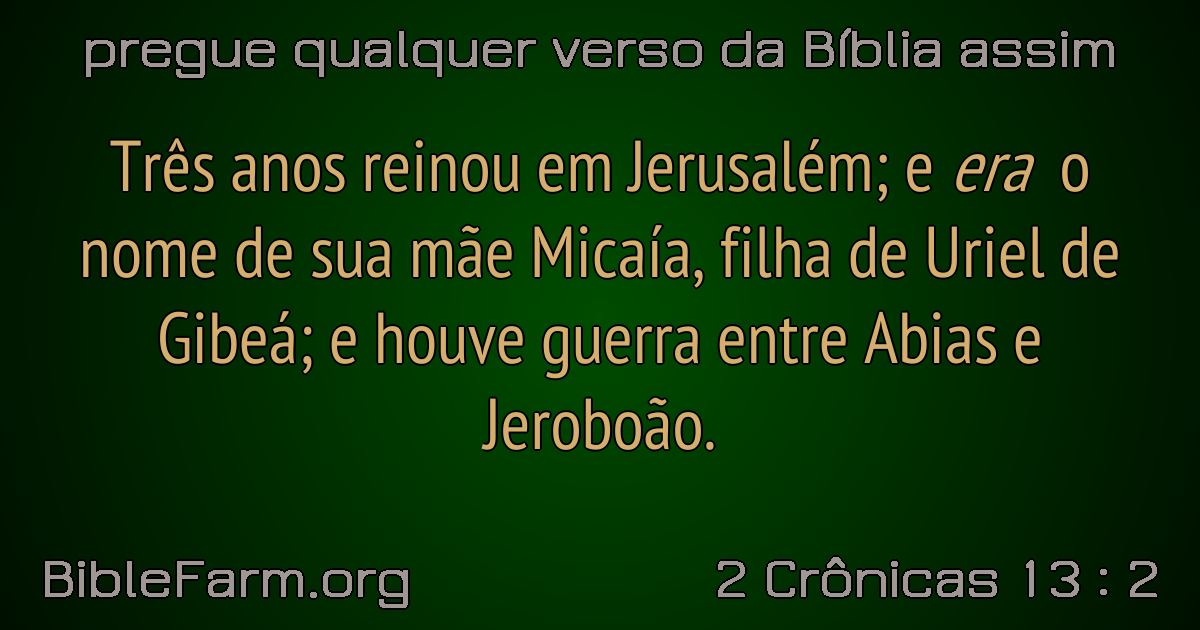 pregue qualquer verso da Bíblia assim
Três anos reinou em Jerusalém; e era o
nome de sua mãe Micaía, filha de Uriel de
Gibeá; e houve guerra entre Abias e
Jeroboão.
BibleFarm.org
2 Crônicas 13 : 2